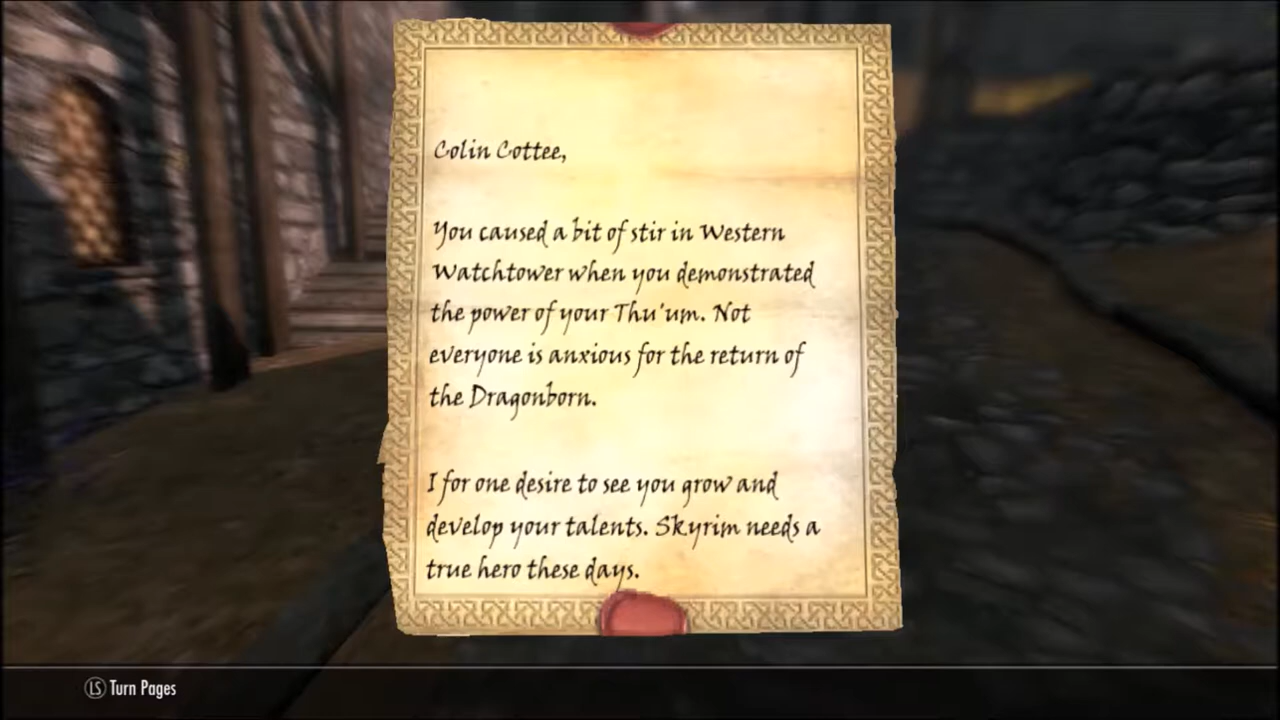 Colin Cottee,
You caused a bit of stir in Western
Watchtower when you demonstrated
the power of your Thu'um. Not
everyone is anxious for the return of
the Dragonborn.
I for one desire to see you grow and
develop your talents. Skyrim needs a
true hero these days.
LS Turn Pages